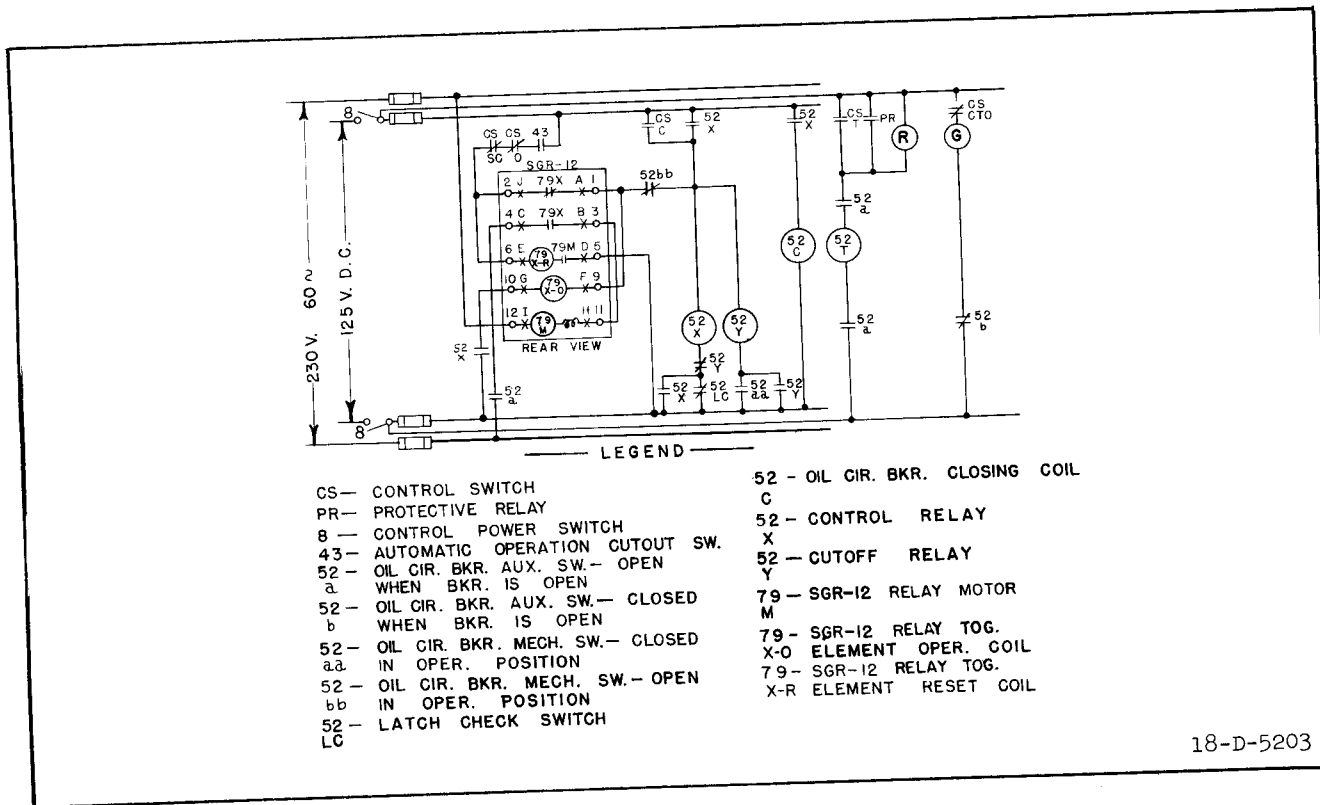 230 V. 60 ~
125 V. D.C.
8
8
CS SC
CS O
43
SGR-12
2 J 79X A 1
4 C 79X B 3
6 E 79 X-R 79M D 5
10 G 79 X-O F 9
12 I 79 M H 11
REAR VIEW
52 X
52 a
CS C
52 X
52bb
52 X
52 Y
52 Y
52 X
52 LC
52 aa
52 Y
52 X
52 C
CS T
PR
R
52 a
52 T
52 a
CS CTO
G
52 b
LEGEND
CS— CONTROL SWITCH
PR— PROTECTIVE RELAY
8 — CONTROL POWER SWITCH
43— AUTOMATIC OPERATION CUTOUT SW.
52 — OIL CIR. BKR. AUX. SW.— OPEN
a WHEN BKR. IS OPEN
52 — OIL CIR. BKR. AUX. SW.— CLOSED
b WHEN BKR. IS OPEN
52— OIL CIR. BKR. MECH. SW.— CLOSED
aa IN OPER. POSITION
52 — OIL CIR. BKR. MECH. SW.— OPEN
bb IN OPER. POSITION
52 — LATCH CHECK SWITCH
LC
52 - OIL CIR. BKR. CLOSING COIL
C
52 — CONTROL RELAY
X
52 — CUTOFF RELAY
Y
79 — SGR-12 RELAY MOTOR
M
79 - SGR-12 RELAY TOG.
X-O ELEMENT OPER. COIL
79 - SGR-12 RELAY TOG.
X-R ELEMENT RESET COIL
18-D-5203